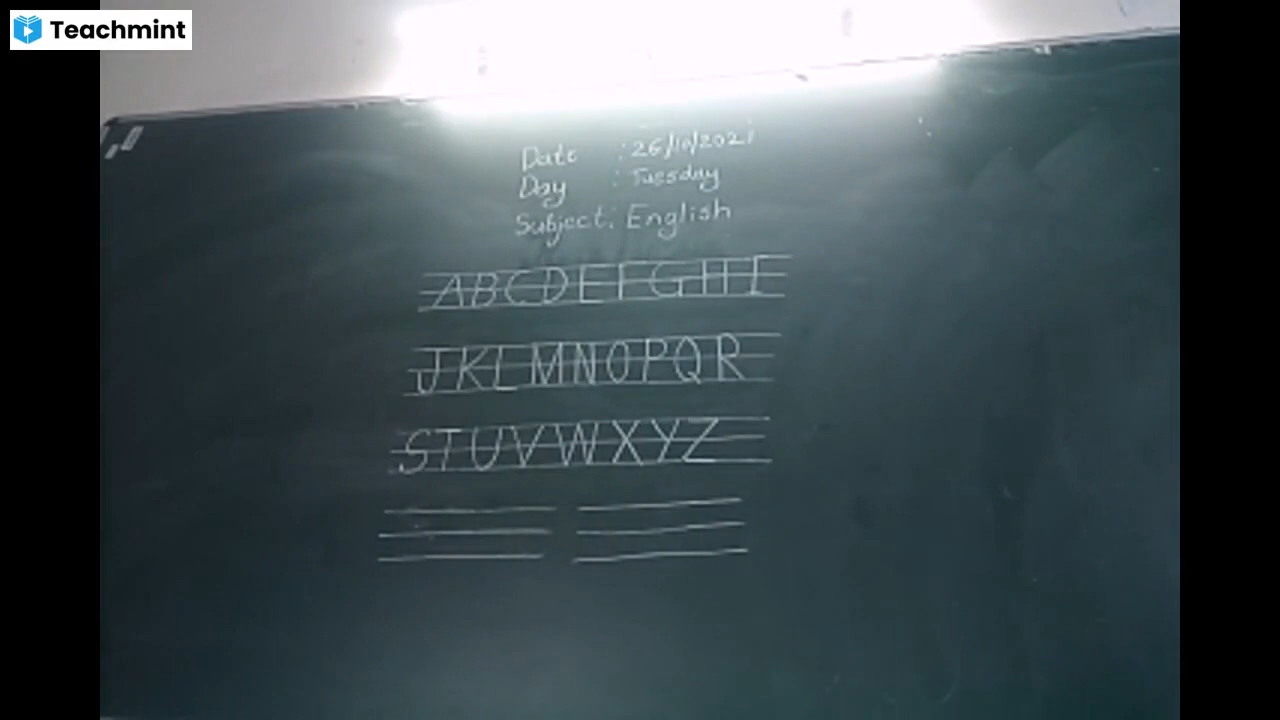 Teachmint
Date : 26/10/2021
Day : Tuesday
Subject: English
ABCDEFGHI
JKLMNOPQR
STUVWXYZ